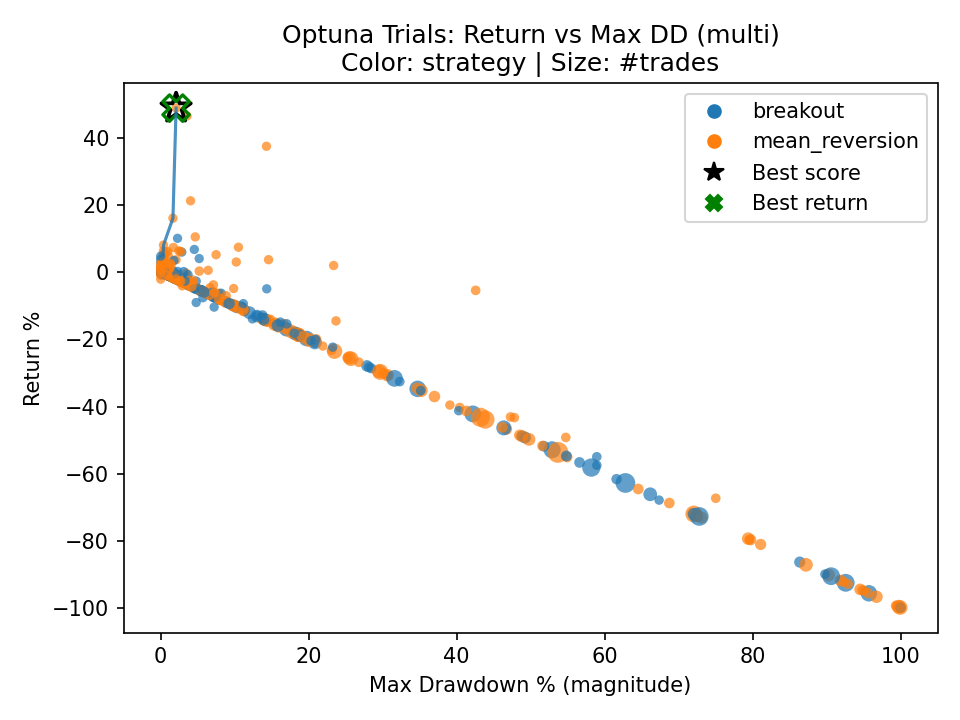 Optuna Trials: Return vs Max DD (multi)
Color: strategy | Size: #trades
breakout
mean_reversion
Best score
Best return
Return %
40
20
0
−20
−40
−60
−80
−100
0
20
40
60
80
100
Max Drawdown % (magnitude)